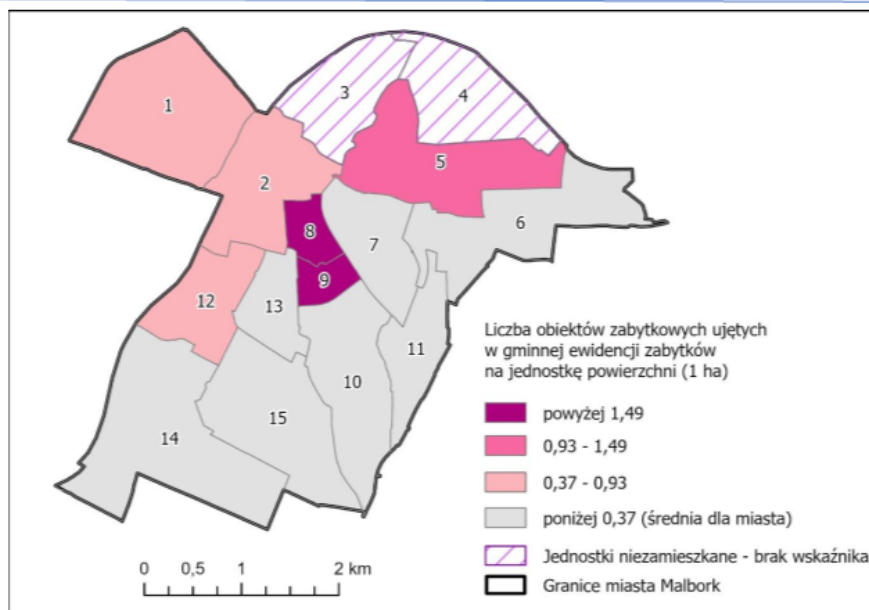 1
3
4
2
5
6
8
7
9
12
13
11
10
15
14
Liczba obiektów zabytkowych ujętych
w gminnej ewidencji zabytków
na jednostkę powierzchni (1 ha)
powyżej 1,49
0,93 - 1,49
0,37 - 0,93
poniżej 0,37 (średnia dla miasta)
Jednostki niezamieszkane - brak wskaźnika
Granice miasta Malbork
0 0,5 1 2 km